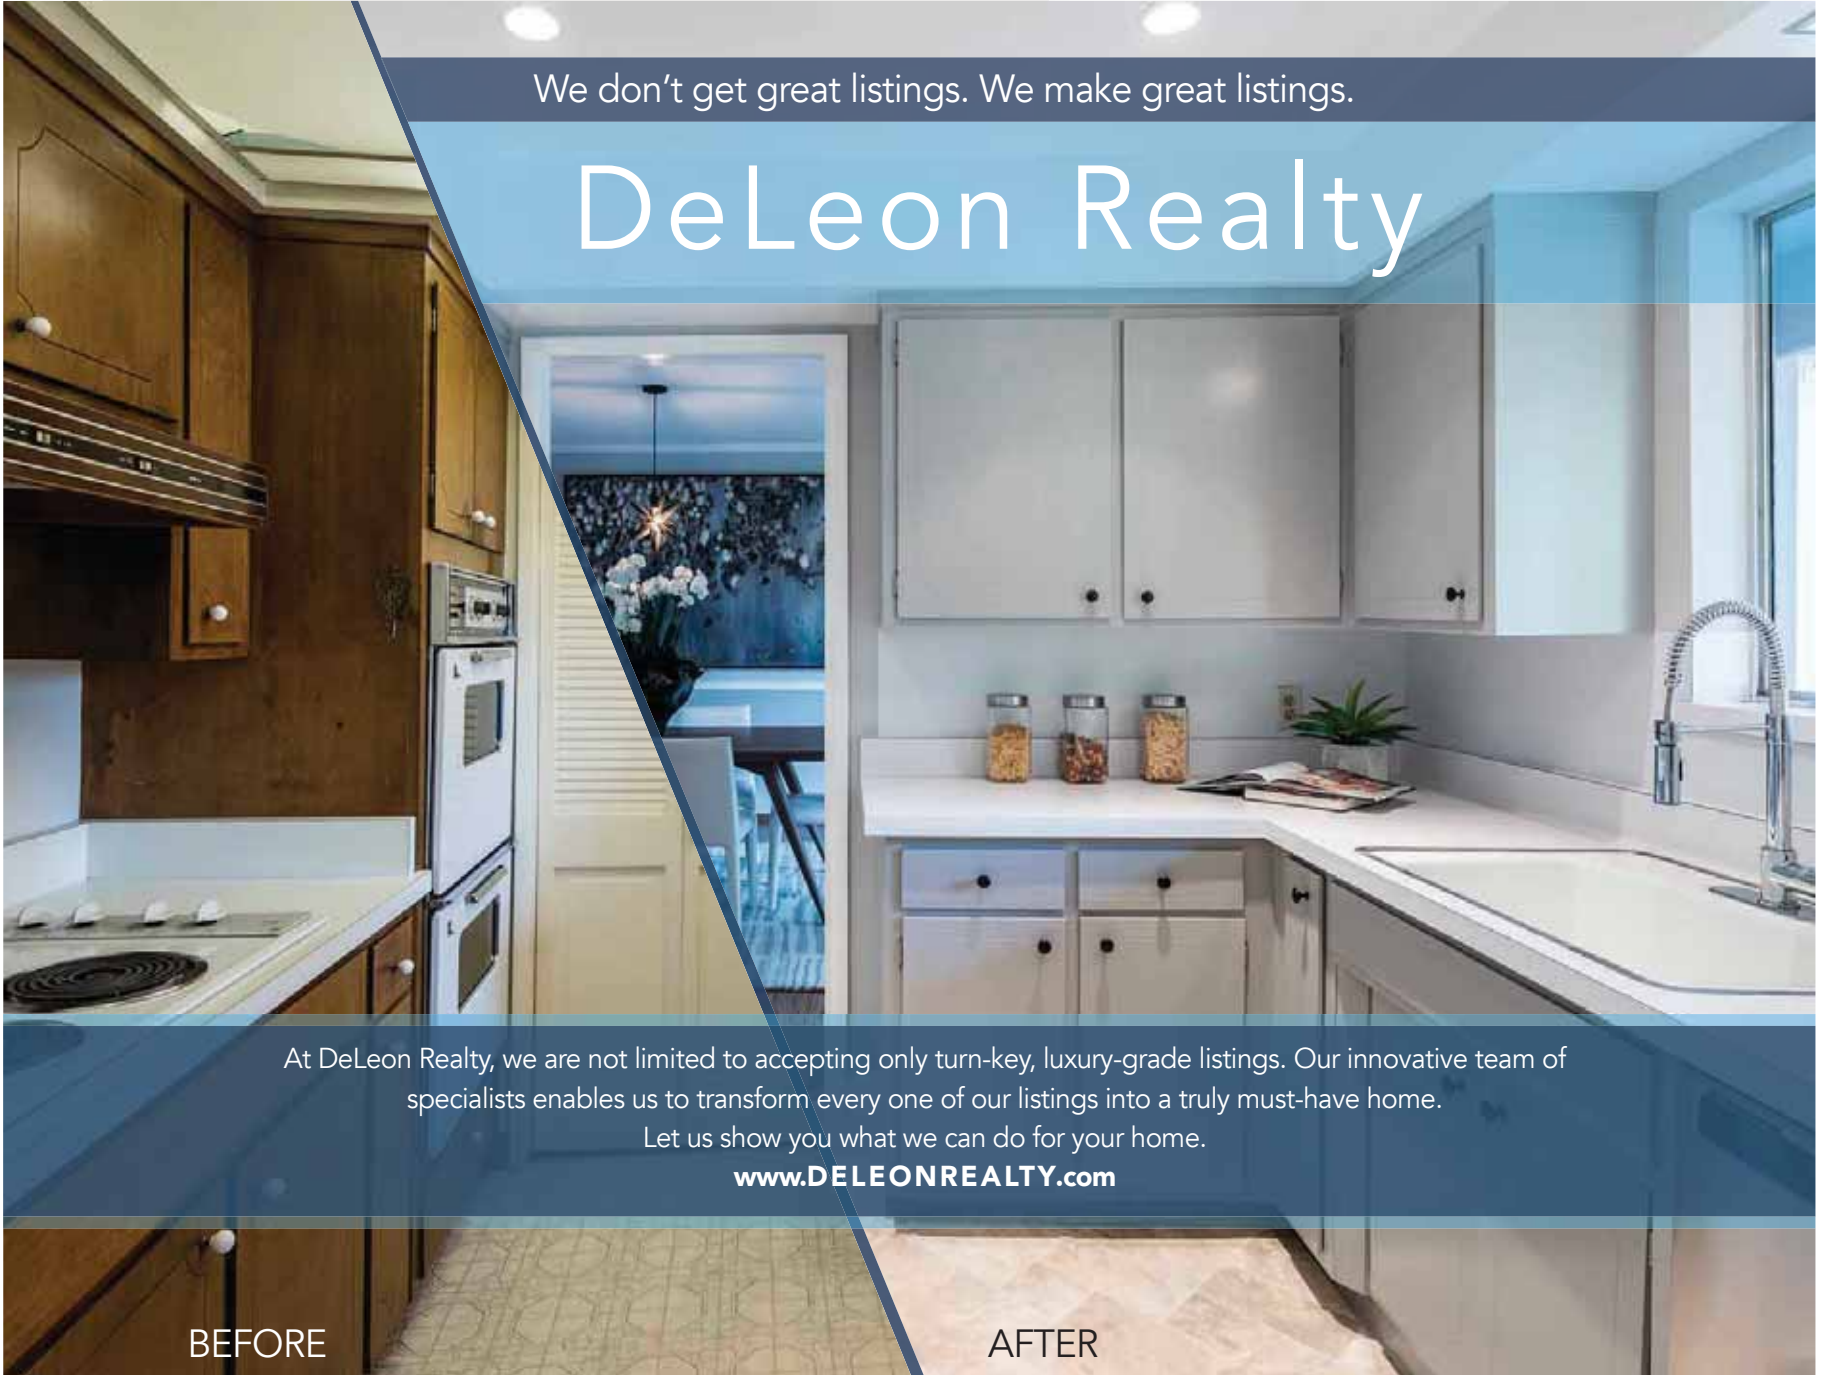 We don't get great listings. We make great listings.
DeLeon Realty
At DeLeon Realty, we are not limited to accepting only turn-key, luxury-grade listings. Our innovative team of
specialists enables us to transform every one of our listings into a truly must-have home.
Let us show you what we can do for your home.
www.DELEONREALTY.com
BEFORE
AFTER